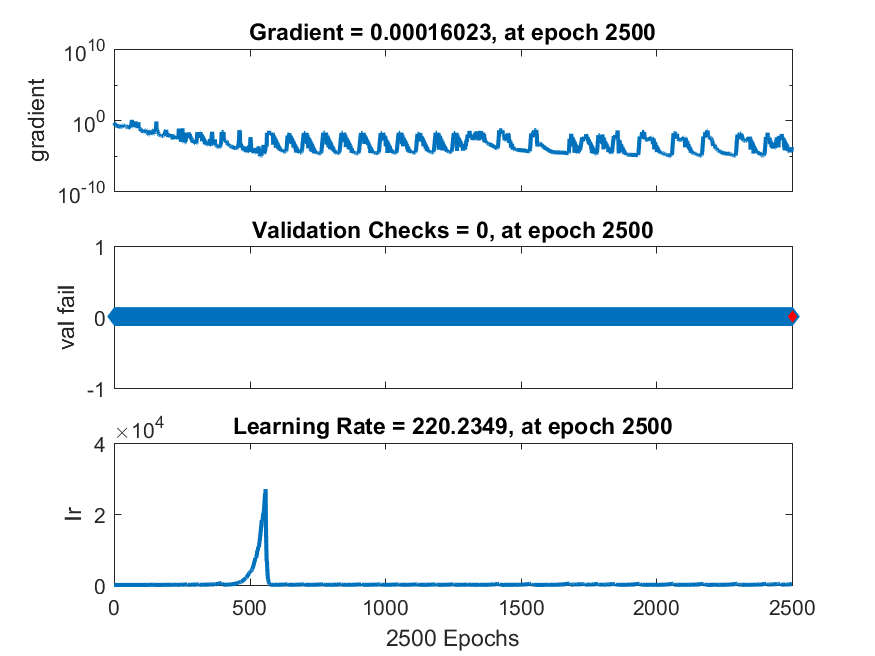 Gradient = 0.00016023, at epoch 2500
10^10
10^0
10^-10
gradient
Validation Checks = 0, at epoch 2500
1
0
-1
val fail
Learning Rate = 220.2349, at epoch 2500
×10^4
4
2
0
lr
0 500 1000 1500 2000 2500
2500 Epochs